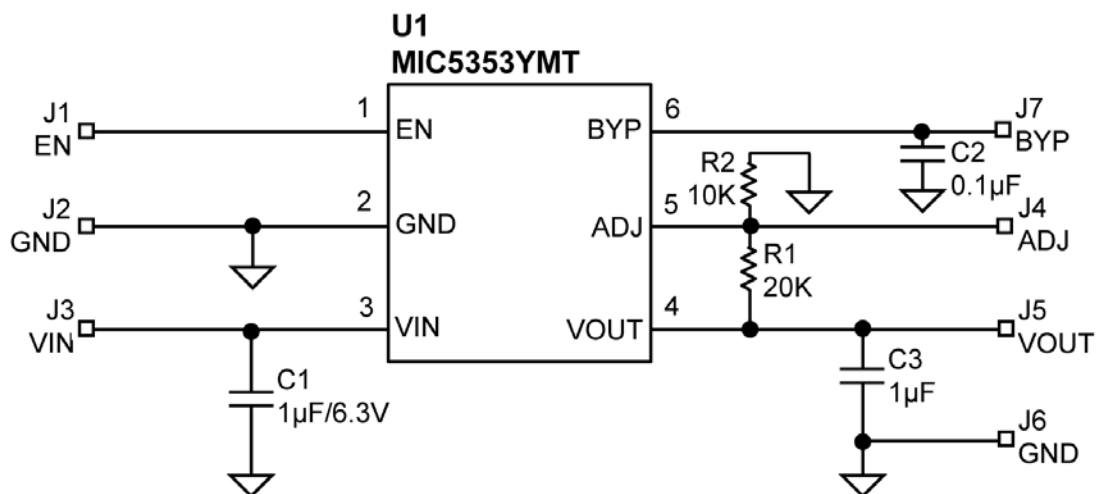 U1
MIC5353YMT
J1
EN
1
EN
BYP
6
J7
BYP
C2
0.1µF
R2
10K
J2
GND
2
GND
ADJ
5
J4
ADJ
R1
20K
J3
VIN
3
VIN
VOUT
4
J5
VOUT
C1
1µF/6.3V
C3
1µF
J6
GND